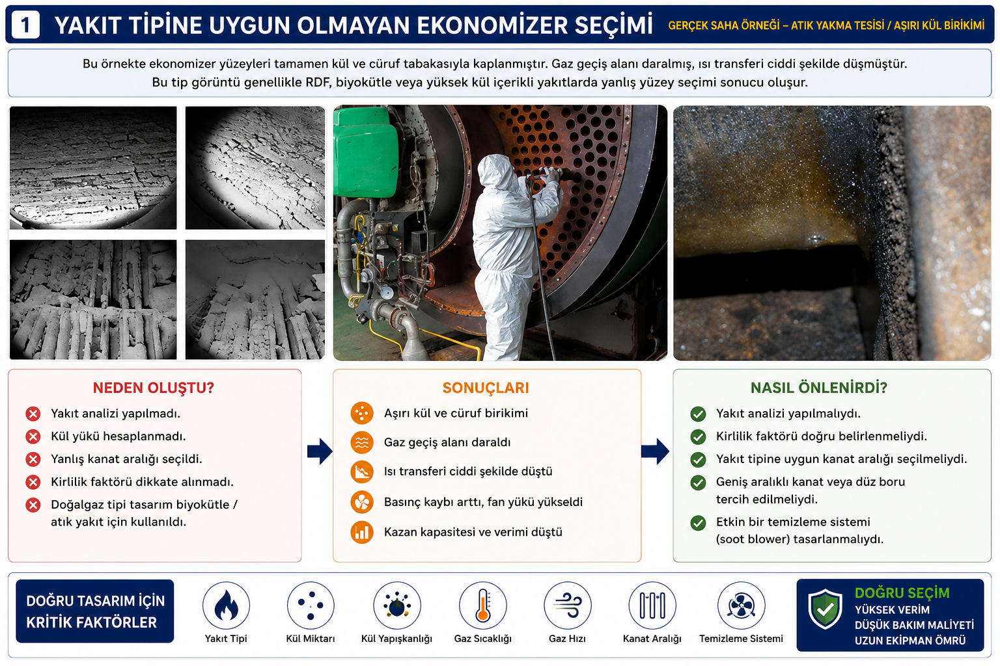 1
YAKIT TİPİNE UYGUN OLMAYAN EKONOMİZER SEÇİMİ
GERÇEK SAHA ÖRNEĞİ – ATIK YAKMA TESİSİ / AŞIRI KÜL BİRİKİMİ
Bu örnekte ekonomizer yüzeyleri tamamen kül ve cüruf tabakasıyla kaplanmıştır. Gaz geçiş alanı daralmış, ısı transferi ciddi şekilde düşmüştür.
Bu tip görüntü genellikle RDF, biyokütle veya yüksek kül içerikli yakıtlarda yanlış yüzey seçimi sonucu oluşur.
NEDEN OLUŞTU?
Yakıt analizi yapılmadı.
Kül yükü hesaplanmadı.
Yanlış kanat aralığı seçildi.
Kirlilik faktörü dikkate alınmadı.
Doğalgaz tipi tasarım biyokütle /
atık yakıt için kullanıldı.
SONUÇLARI
Aşırı kül ve cüruf birikimi
Gaz geçiş alanı daraldı
Isı transferi ciddi şekilde düştü
Basınç kaybı arttı, fan yükü yükseldi
Kazan kapasitesi ve verimi düştü
NASIL ÖNLENİRDİ?
Yakıt analizi yapılmalıydı.
Kirlilik faktörü doğru belirlenmeliydi.
Yakıt tipine uygun kanat aralığı seçilmeliydi.
Geniş aralıklı kanat veya düz boru
tercih edilmeliydi.
Etkin bir temizleme sistemi
(soot blower) tasarlanmalıydı.
DOĞRU TASARIM İÇİN
KRİTİK FAKTÖRLER
Yakıt Tipi
Kül Miktarı
Kül Yapışkanlığı
Gaz Sıcaklığı
Gaz Hızı
Kanat Aralığı
Temizleme Sistemi
DOĞRU SEÇİM
YÜKSEK VERİM
DÜŞÜK BAKIM MALİYETİ
UZUN EKİPMAN ÖMRÜ